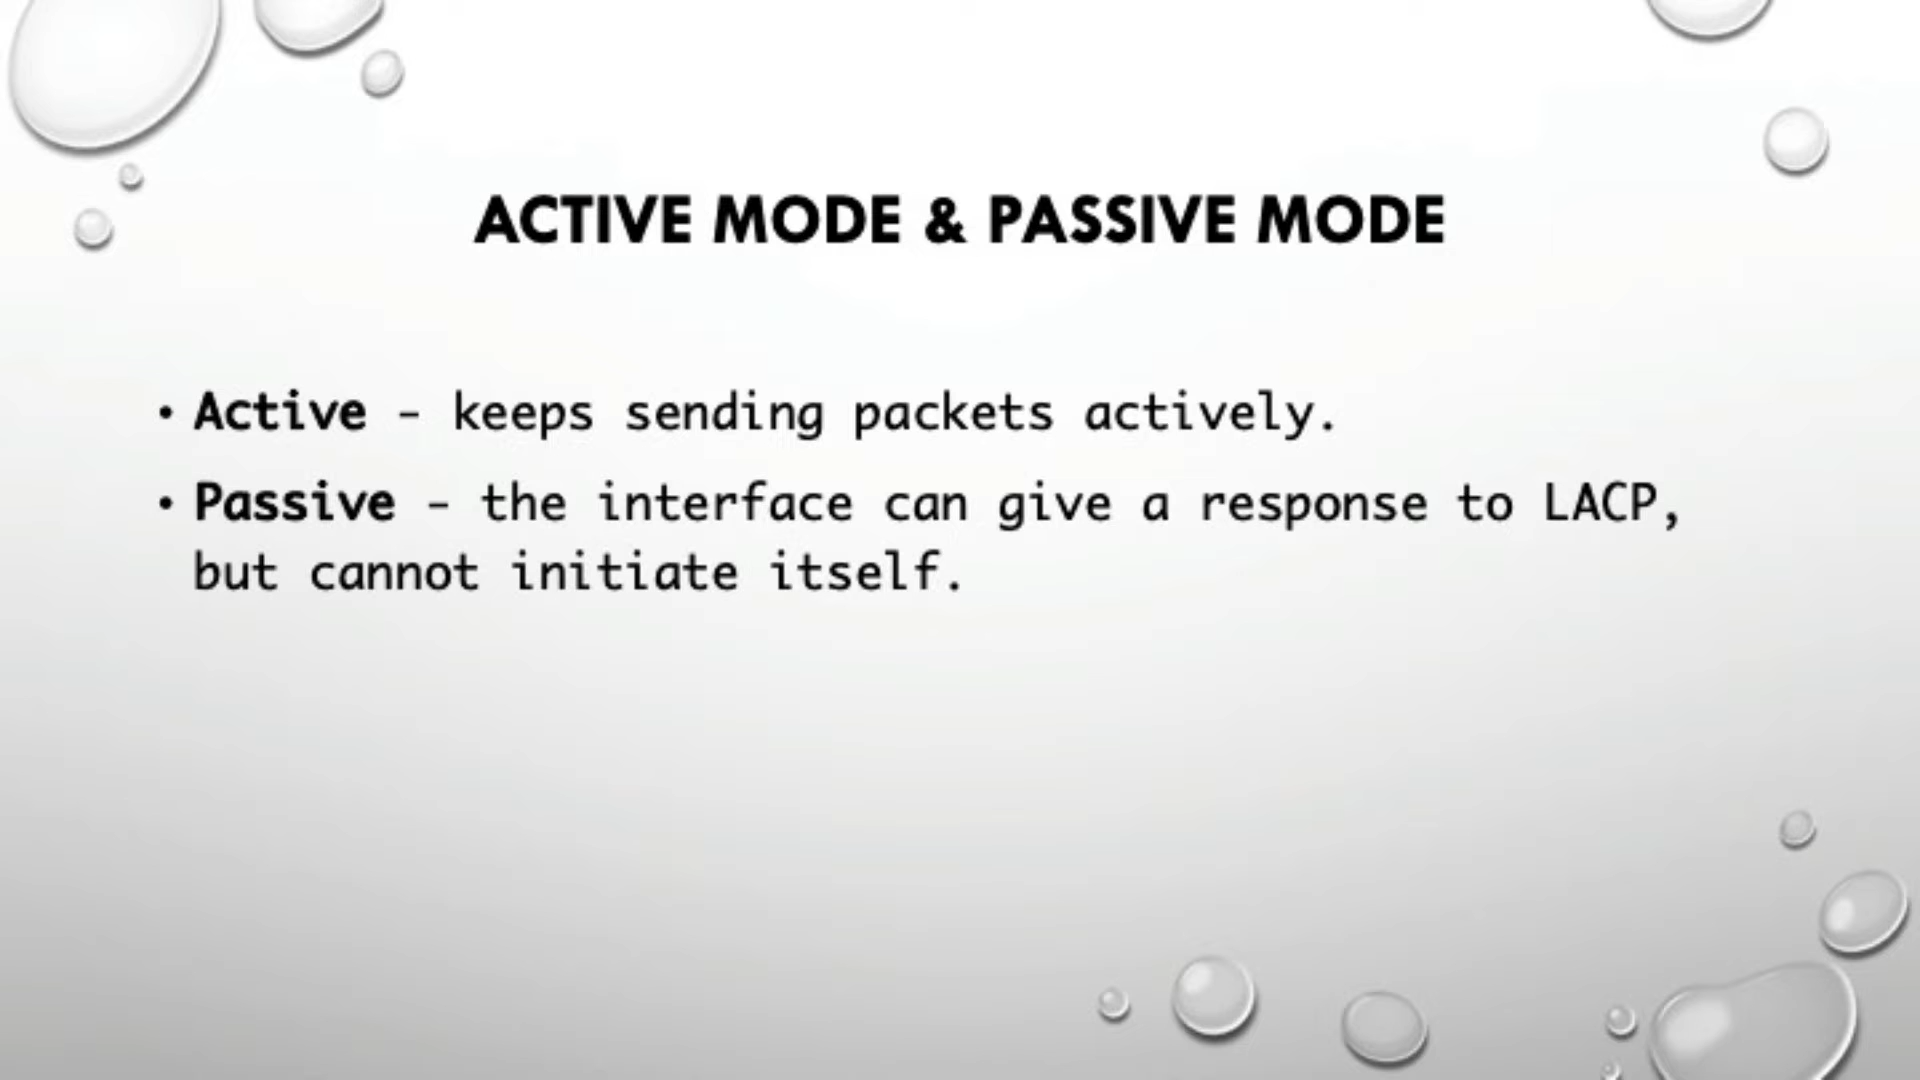 ACTIVE MODE & PASSIVE MODE
• Active – keeps sending packets actively.
• Passive – the interface can give a response to LACP,
but cannot initiate itself.